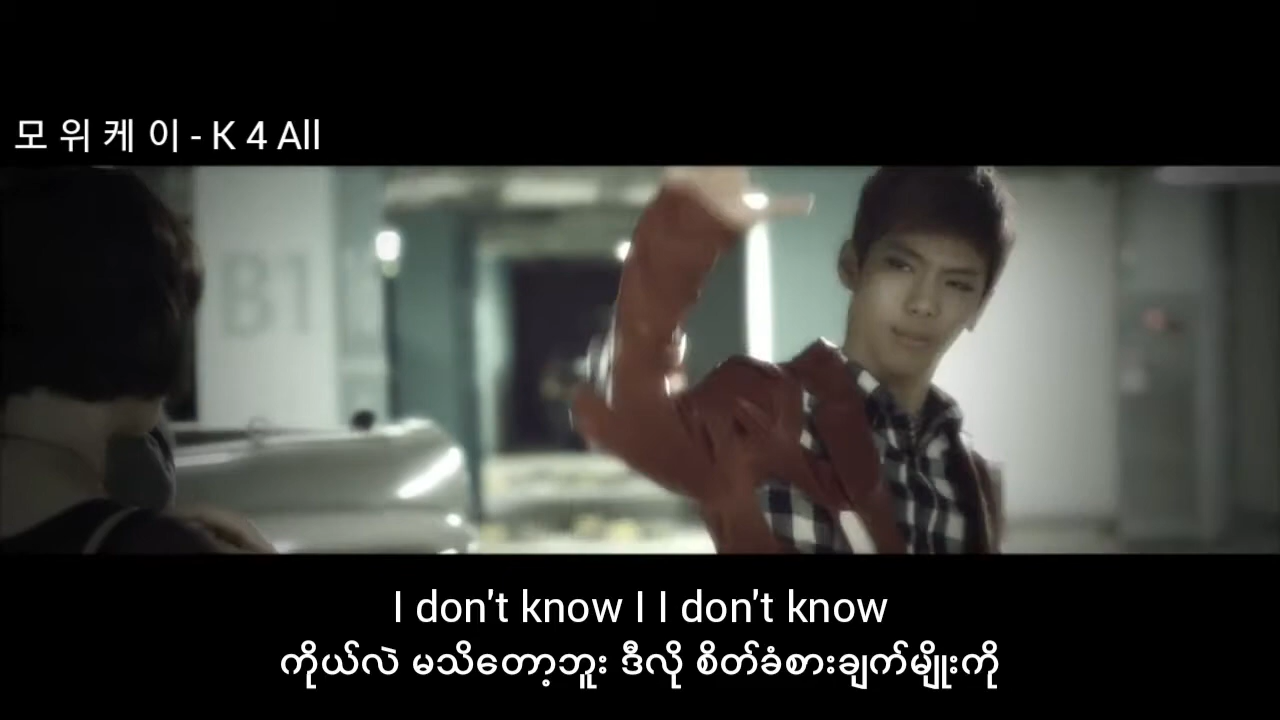 모 위 케 이 - K 4 All
B1
I don't know I I don't know
ကိုယ်လဲ မသိတော့ဘူး ဒီလို စိတ်ခံစားချက်မျိုးကို